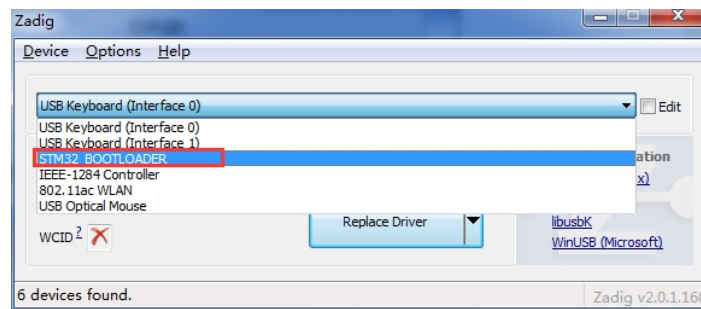 Zadig
Device Options Help
USB Keyboard (Interface 0)
Edit
USB Keyboard (Interface 0)
USB Keyboard (Interface 1)
STM32 BOOTLOADER
IEEE-1284 Controller
802.11ac WLAN
USB Optical Mouse
ation
x)
WCID ?
Replace Driver
libusbK
WinUSB (Microsoft)
6 devices found.
Zadig v2.0.1.160